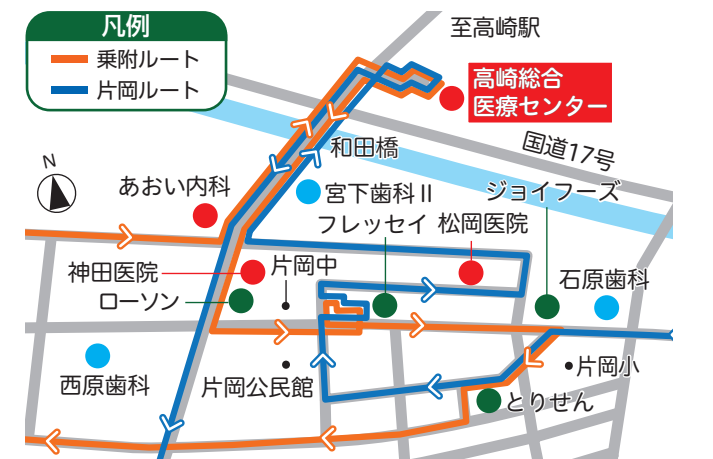 凡例
乗附ルート
片岡ルート
至高崎駅
高崎総合
医療センター
国道17号
和田橋
N
あおい内科
宮下歯科Ⅱ
ジョイフーズ
フレッセイ
松岡医院
神田医院
片岡中
石原歯科
ローソン
西原歯科
片岡公民館
片岡小
とりせん